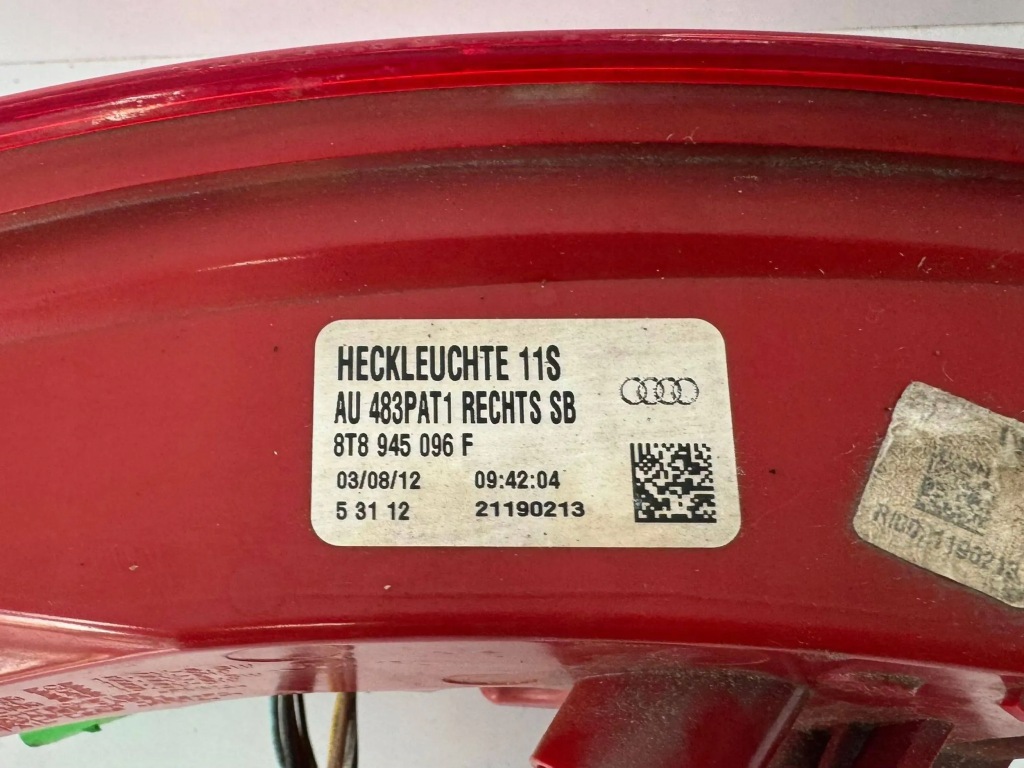 HECKLEUCHTE 11S
AU 483PAT1 RECHTS SB
8T8 945 096 F
03/08/12 09:42:04
5 31 12 21190213